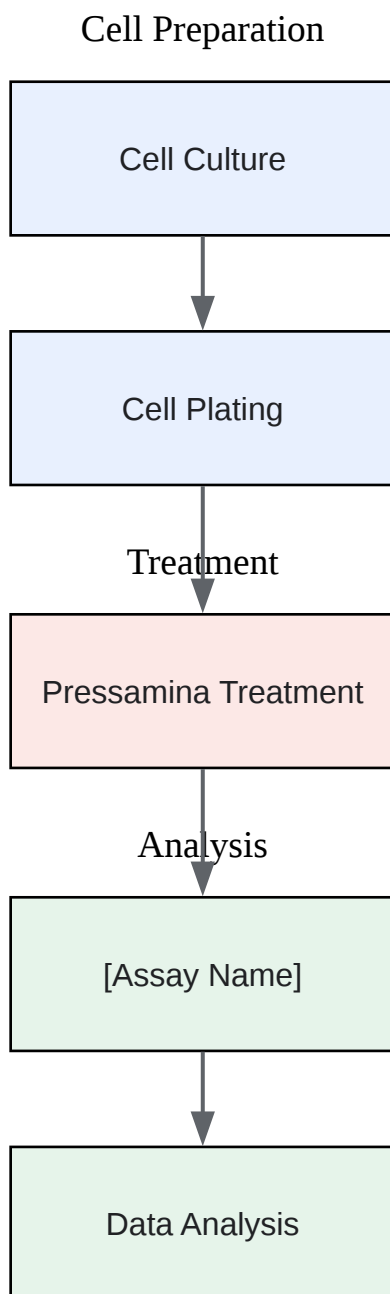 Cell Preparation
Cell Culture
Cell Plating
Treatment
Pressamina Treatment
Analysis
[Assay Name]
Data Analysis